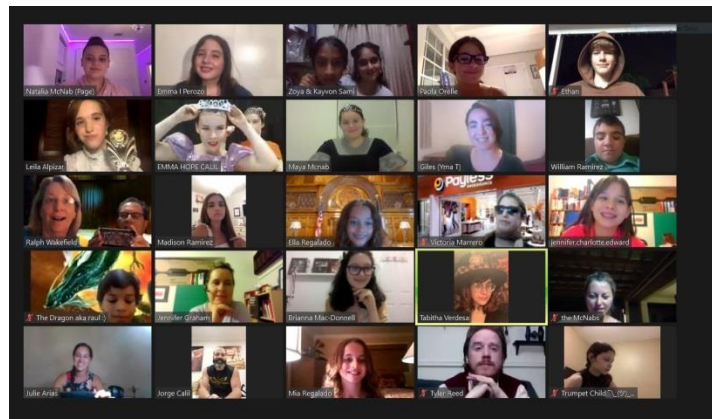 Natalia McNab (Page)
Emma I Perozo
Zoya & Kayvon Sami
Paola Orelle
Ethan
Leila Alpizar
EMMA HOPE CALIL
Maya Mcnab
Giles (Yma T)
William Ramirez
Ralph Wakefield
Madison Ramirez
Ella Regalado
Payless
Victoria Marrero
jennifer.charlotte.edward
The Dragon aka raul :)
Jennifer Graham
Brianna Mac-Donnell
Tabitha Verdesa
the McNabs
Julie Arias
Jorge Calil
Mia Regalado
Tyler Reed
Trumpet Child